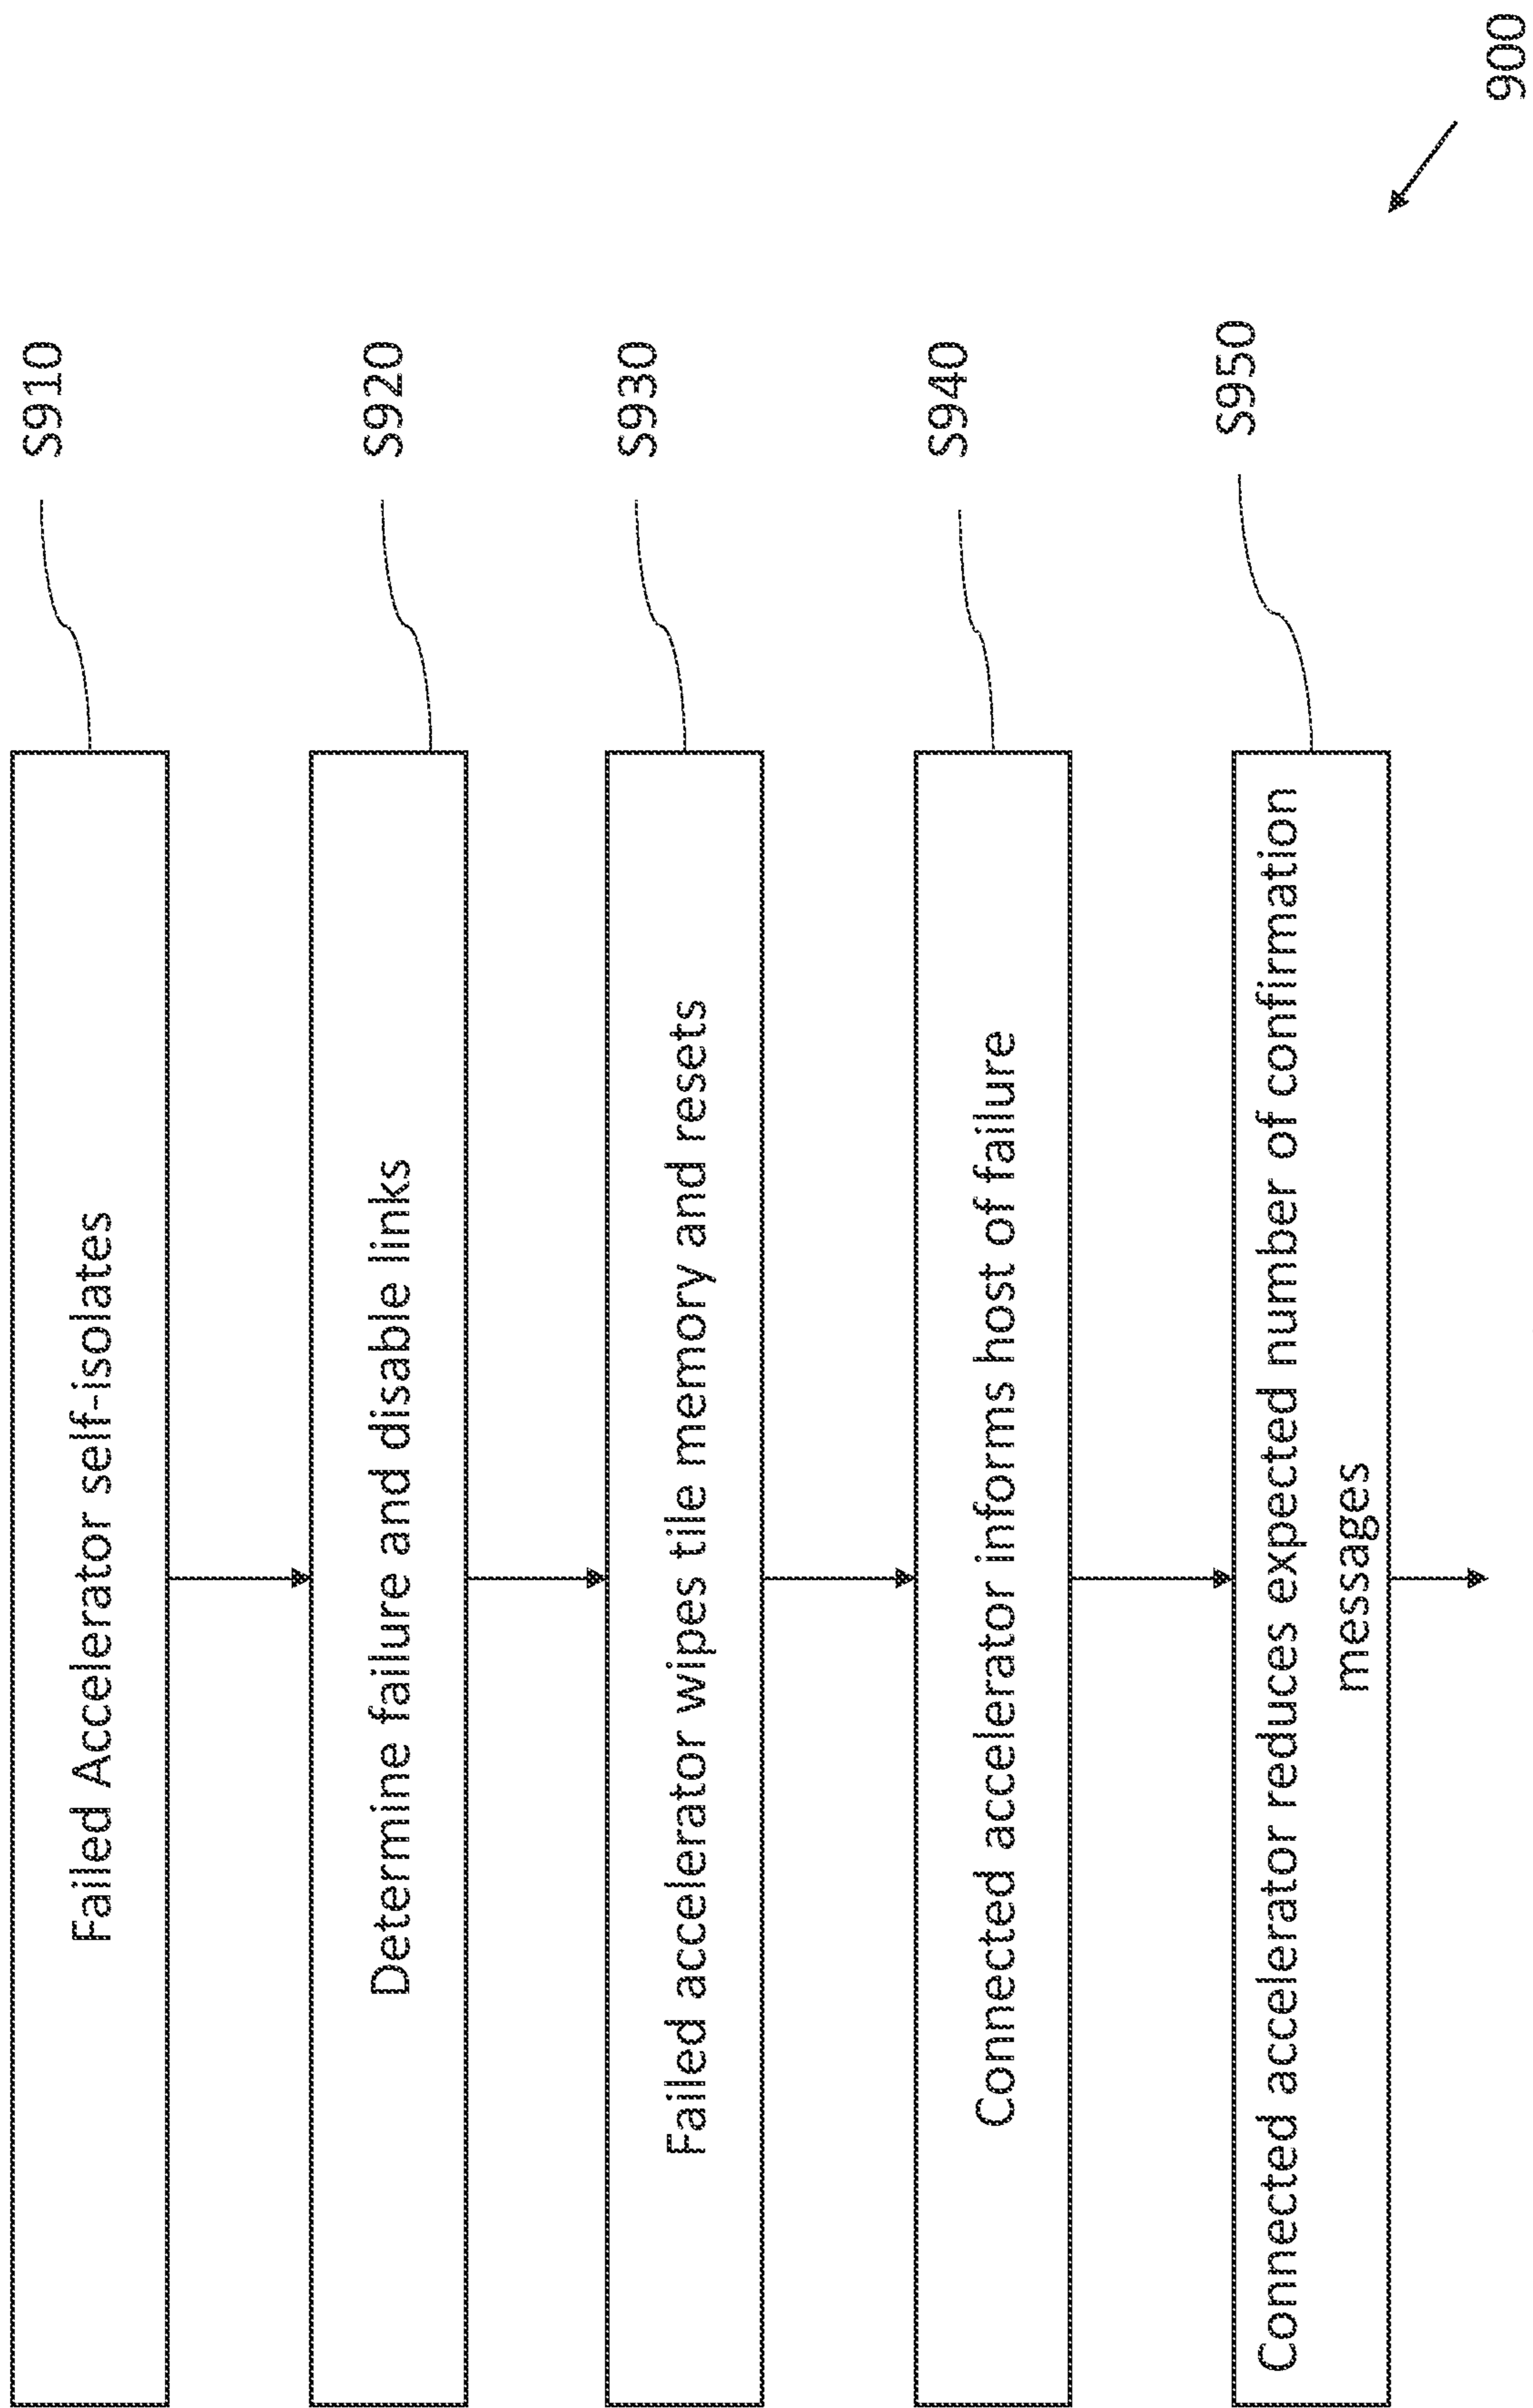 900
Failed Accelerator self-isolates
S910
Determine failure and disable links
S920
Failed accelerator wipes tile memory and resets
S930
Connected accelerator informs host of failure
S940
Connected accelerator reduces expected number of confirmation
messages
S950